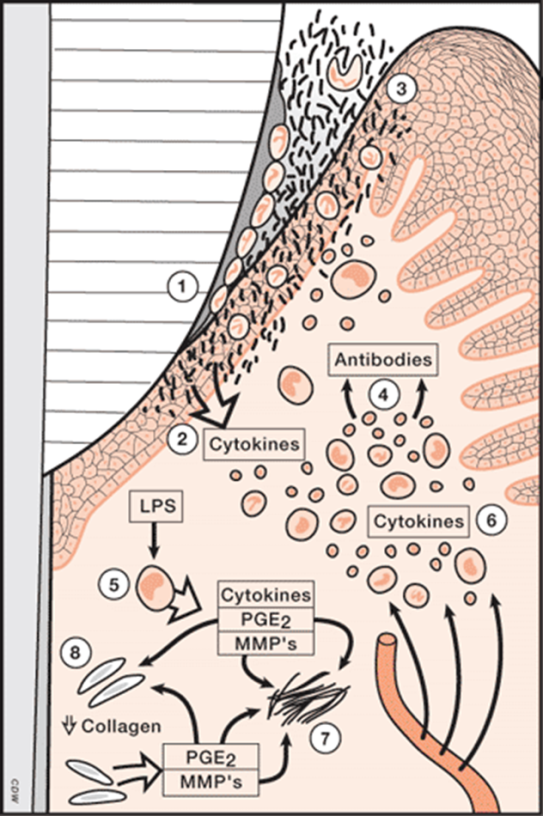 3
1
Antibodies
4
2
Cytokines
LPS
Cytokines
6
5
Cytokines
PGE2
MMP's
8
⇓ Collagen
7
PGE2
MMP's
CDW